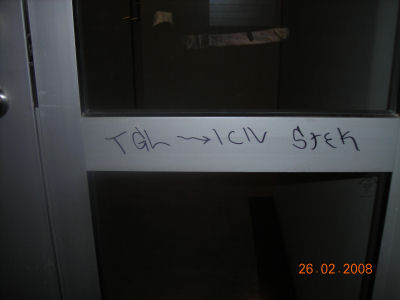 TGL → ICIV StEK
26.02.2008